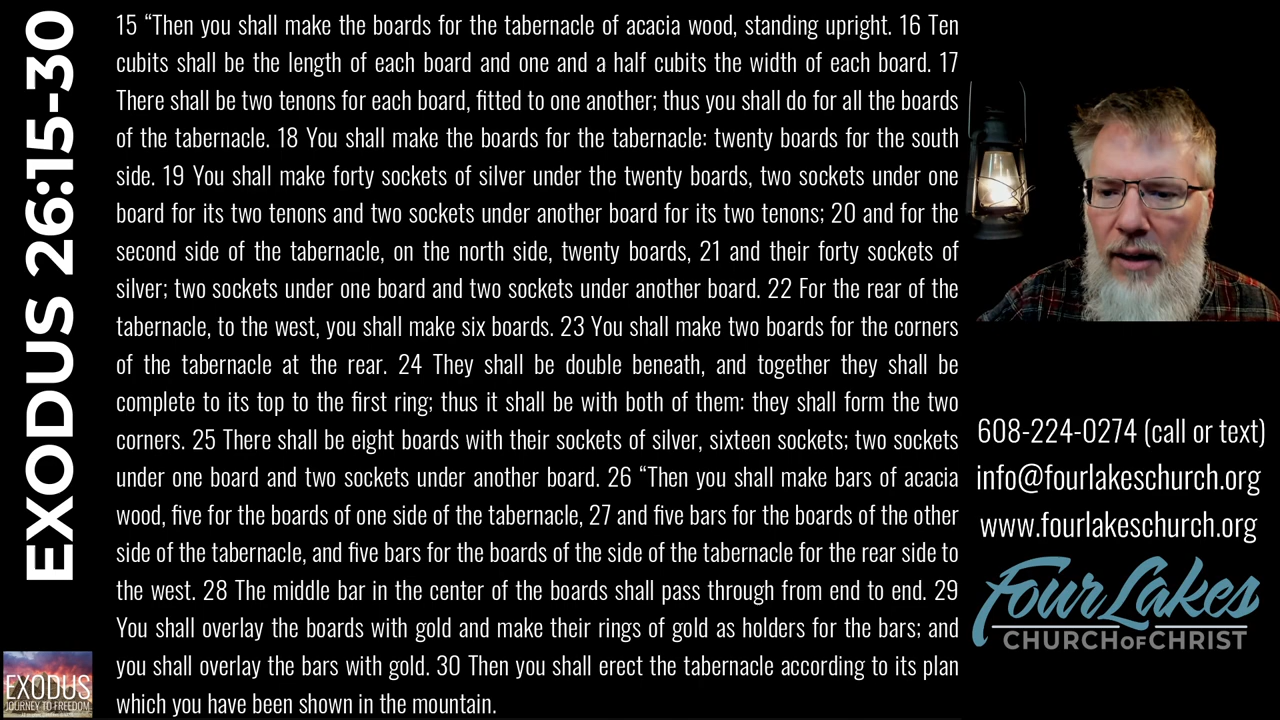 EXODUS 26:15-30
15 “Then you shall make the boards for the tabernacle of acacia wood, standing upright. 16 Ten
cubits shall be the length of each board and one and a half cubits the width of each board. 17
There shall be two tenons for each board, fitted to one another; thus you shall do for all the boards
of the tabernacle. 18 You shall make the boards for the tabernacle: twenty boards for the south
side. 19 You shall make forty sockets of silver under the twenty boards, two sockets under one
board for its two tenons and two sockets under another board for its two tenons; 20 and for the
second side of the tabernacle, on the north side, twenty boards, 21 and their forty sockets of
silver; two sockets under one board and two sockets under another board. 22 For the rear of the
tabernacle, to the west, you shall make six boards. 23 You shall make two boards for the corners
of the tabernacle at the rear. 24 They shall be double beneath, and together they shall be
complete to its top to the first ring; thus it shall be with both of them: they shall form the two
corners. 25 There shall be eight boards with their sockets of silver, sixteen sockets; two sockets
under one board and two sockets under another board. 26 “Then you shall make bars of acacia
wood, five for the boards of one side of the tabernacle, 27 and five bars for the boards of the other
side of the tabernacle, and five bars for the boards of the side of the tabernacle for the rear side to
the west. 28 The middle bar in the center of the boards shall pass through from end to end. 29
You shall overlay the boards with gold and make their rings of gold as holders for the bars; and
you shall overlay the bars with gold. 30 Then you shall erect the tabernacle according to its plan
which you have been shown in the mountain.
608-224-0274 (call or text)
info@fourlakeschurch.org
www.fourlakeschurch.org
Four Lakes
CHURCH OF CHRIST
EXODUS
JOURNEY TO FREEDOM